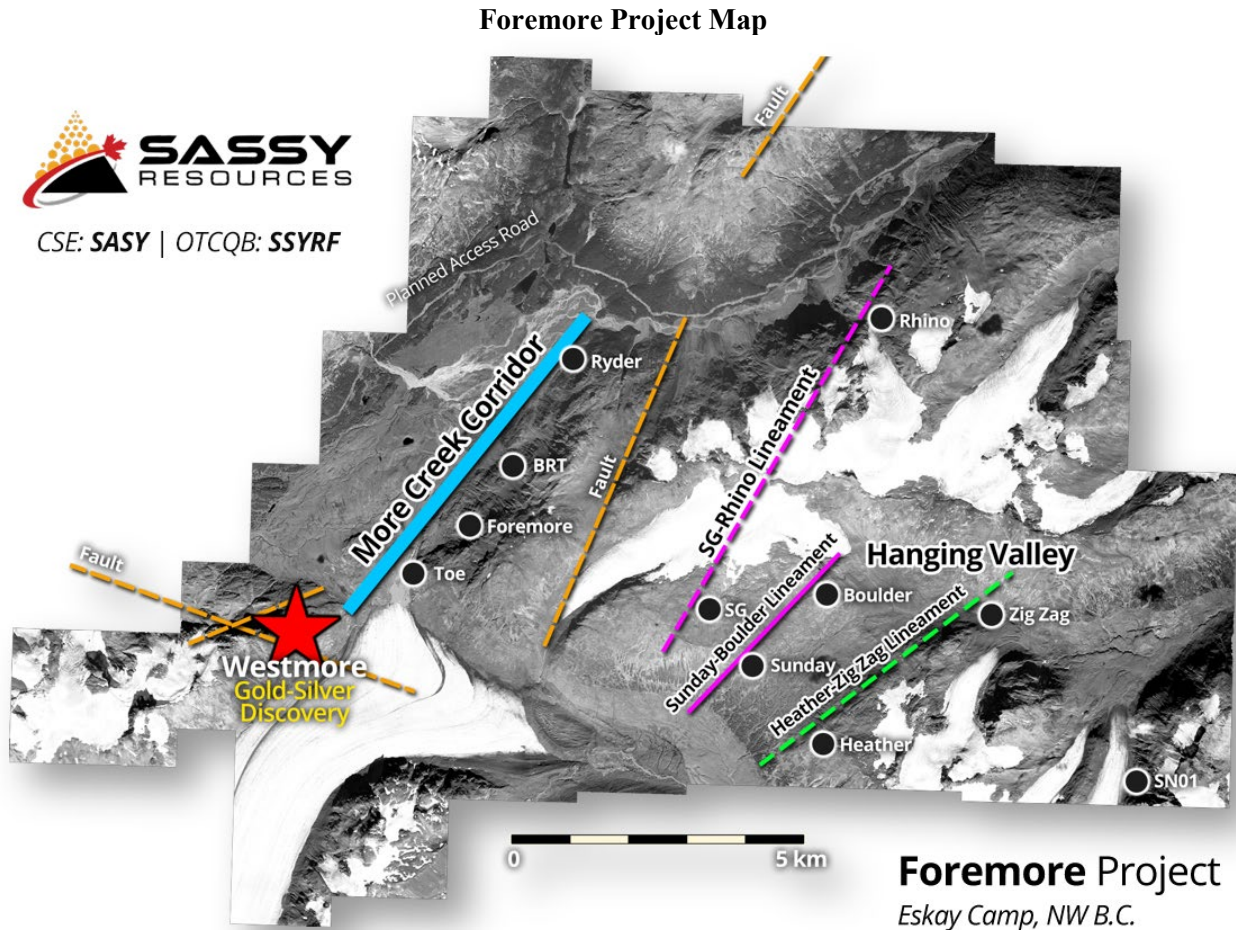 Foremore Project Map
SASSY
RESOURCES
CSE: SASY | OTCQB: SSYRF
Fault
Planned Access Road
Rhino
Ryder
More Creek Corridor
SG-Rhino Lineament
BRT
Fault
Foremore
Hanging Valley
Toe
Fault
SG
Boulder
Sunday-Boulder Lineament
Zig Zag
Heather-Zig Zag Lineament
Sunday
Westmore
Gold-Silver
Discovery
Heather
SN01
0 5 km
Foremore Project
Eskay Camp, NW B.C.